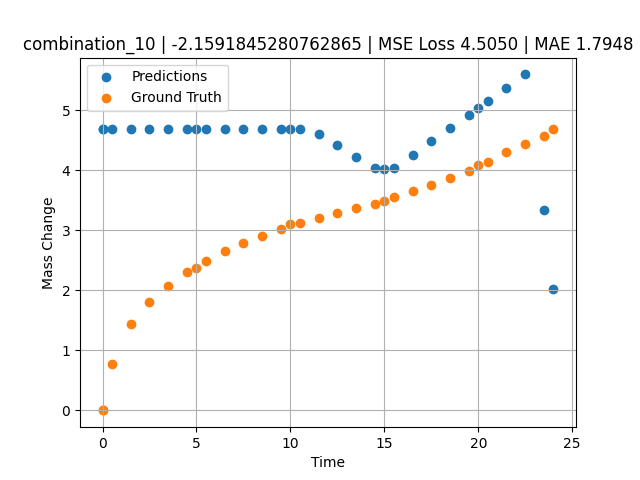 combination_10 | -2.1591845280762865 | MSE Loss 4.5050 | MAE 1.7948
Predictions
Ground Truth
Mass Change
5
4
3
2
1
0
0 5 10 15 20 25
Time